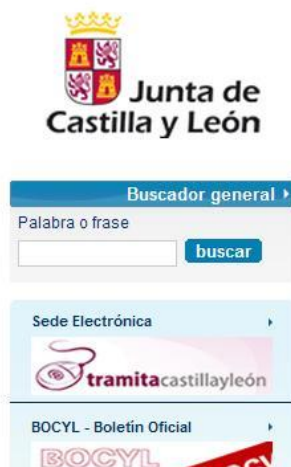 Junta de
Castilla y León
Buscador general
Palabra o frase
buscar
Sede Electrónica
tramitacastillayleón
BOCYL - Boletín Oficial
BOCYL